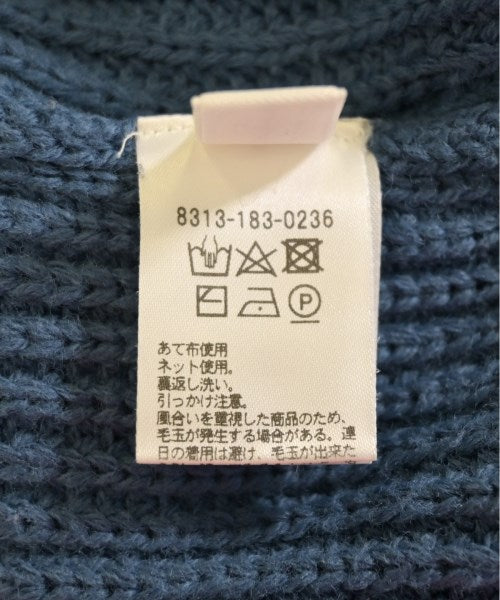 8313-183-0236
P
あて布使用
ネット使用。
裏返し洗い。
引っかけ注意。
風合いを重視した商品のため、
毛玉が発生する場合がある。連
日の着用は避け、毛玉が出来た